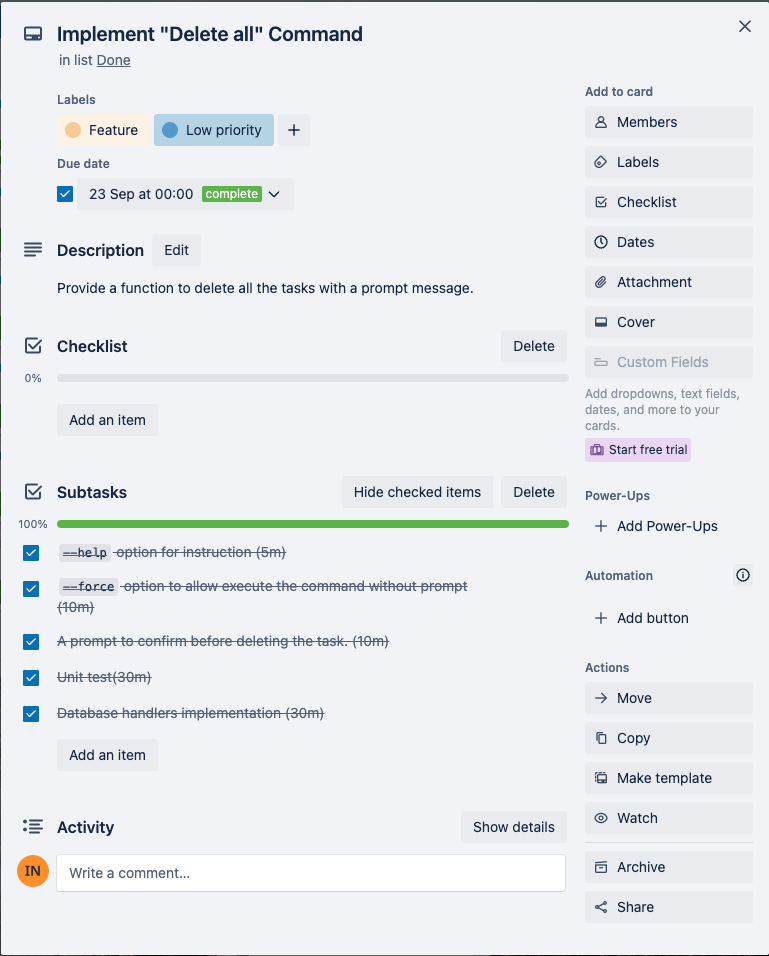 Implement "Delete all" Command
in list Done
Labels
Feature
Low priority
Due date
23 Sep at 00:00 complete
Description
Edit
Provide a function to delete all the tasks with a prompt message.
Checklist
Delete
0%
Add an item
Subtasks
Hide checked items
Delete
100%
--help option for instruction (5m)
--force option to allow execute the command without prompt
(10m)
A prompt to confirm before deleting the task. (10m)
Unit test(30m)
Database handlers implementation (30m)
Add an item
Activity
Show details
IN
Write a comment…
Add to card
Members
Labels
Checklist
Dates
Attachment
Cover
Custom Fields
Add dropdowns, text fields,
dates, and more to your
cards.
Start free trial
Power-Ups
Add Power-Ups
Automation
Add button
Actions
Move
Copy
Make template
Watch
Archive
Share